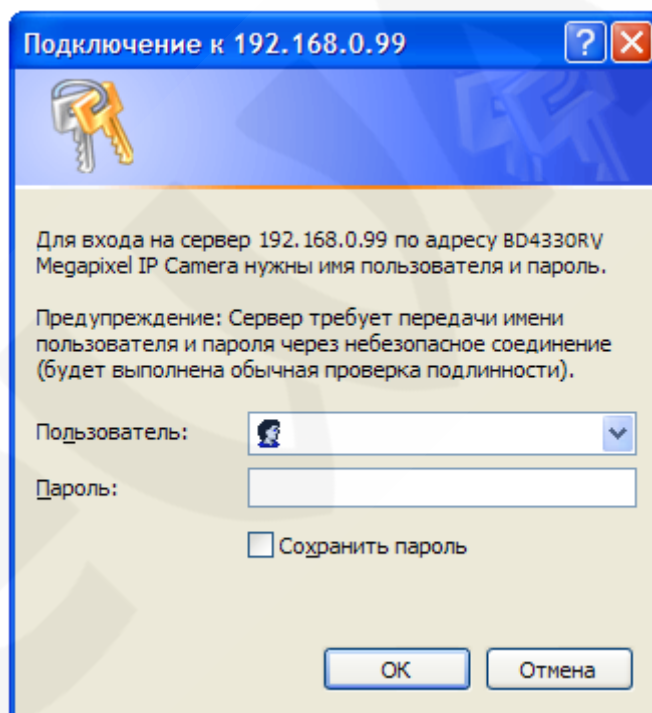 Подключение к 192.168.0.99
Для входа на сервер 192.168.0.99 по адресу BD4330RV
Megapixel IP Camera нужны имя пользователя и пароль.
Предупреждение: Сервер требует передачи имени
пользователя и пароля через небезопасное соединение
(будет выполнена обычная проверка подлинности).
Пользователь:
Пароль:
Сохранить пароль
ОК
Отмена